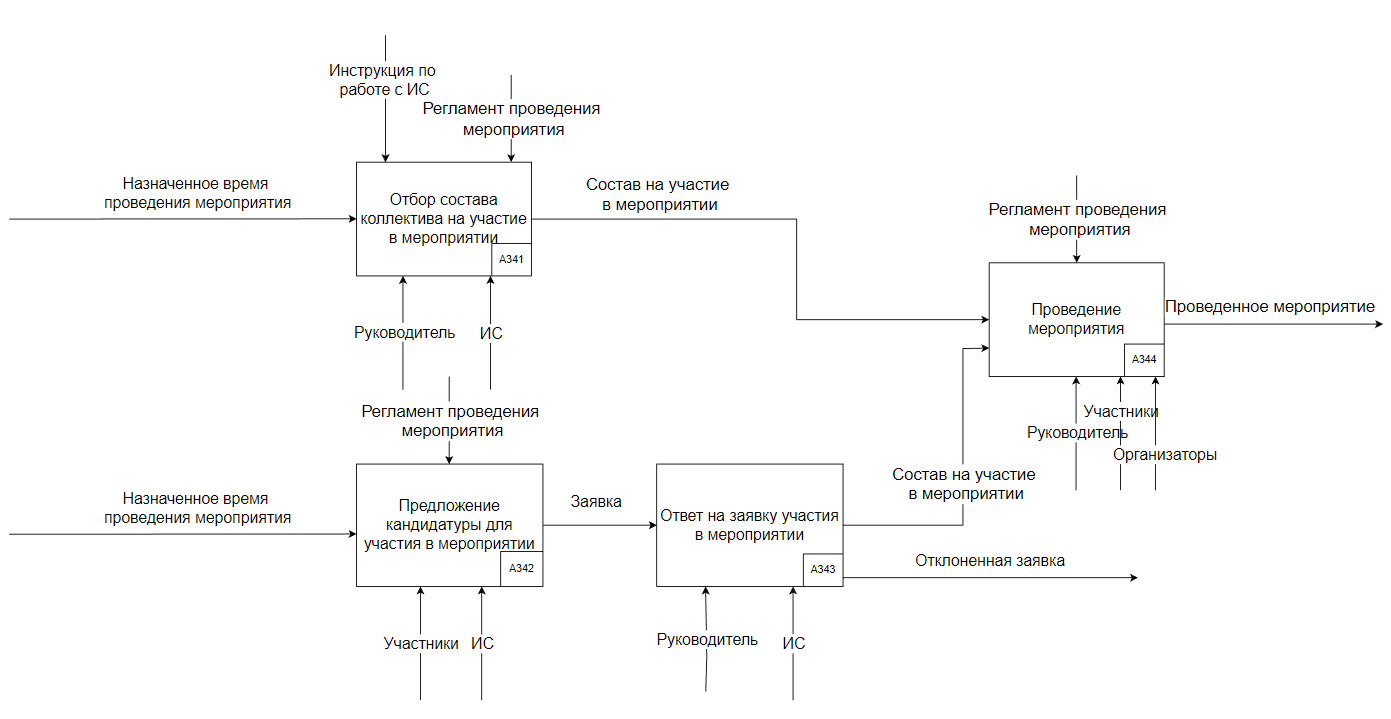 Инструкция по
работе с ИС
Регламент проведения
мероприятия
Назначенное время
проведения мероприятия
Отбор состава
коллектива на участие
в мероприятии
A341
Состав на участие
в мероприятии
Руководитель
ИС
Регламент проведения
мероприятия
Проведение
мероприятия
A344
Проведенное мероприятие
Участники
Руководитель
Организаторы
Регламент проведения
мероприятия
Назначенное время
проведения мероприятия
Предложение
кандидатуры для
участия в мероприятии
A342
Заявка
Ответ на заявку участия
в мероприятии
A343
Состав на участие
в мероприятии
Отклоненная заявка
Участники
ИС
Руководитель
ИС